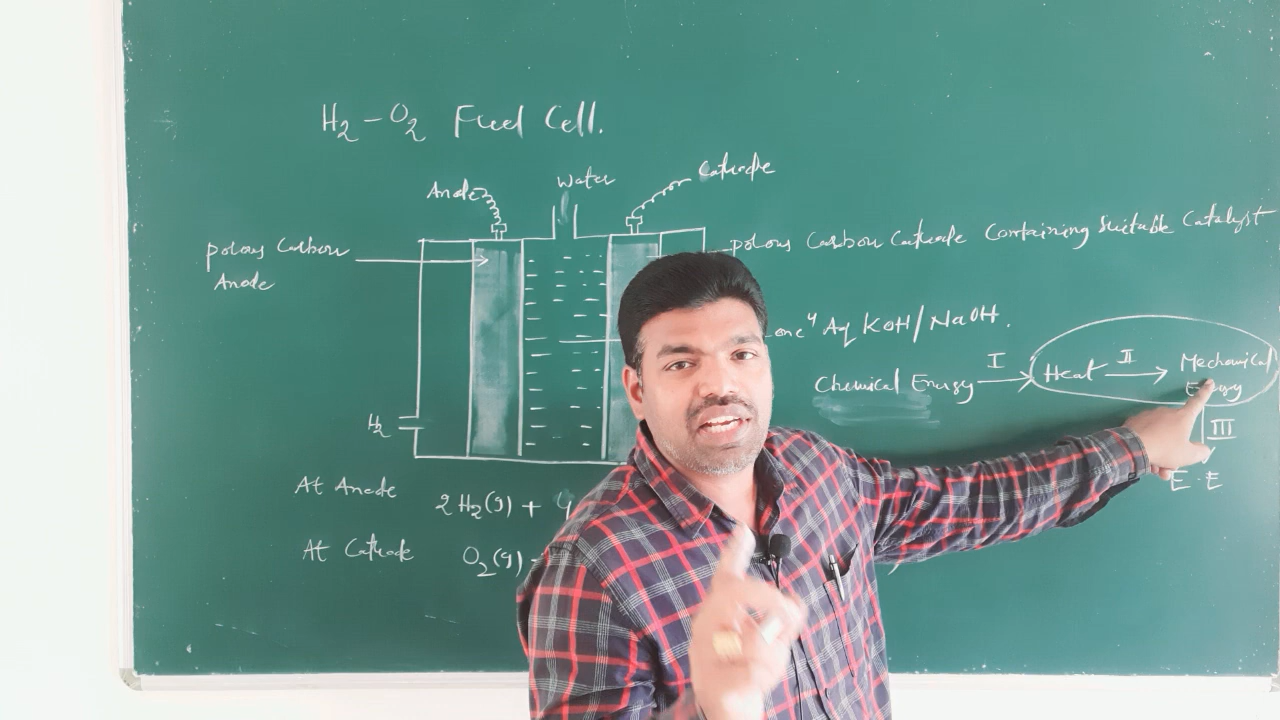 H2 - O2 Fuel Cell.
Anode
Water
Cathode
porous Carbon
Anode
porous Carbon Cathode Containing Suitable Catalyst
Aq KOH/NaOH.
Chemical Energy
I
Heat
II
Mechanical
Energy
III
E.E
H2
At Anode 2H2(g) +
At Cathode O2(g)